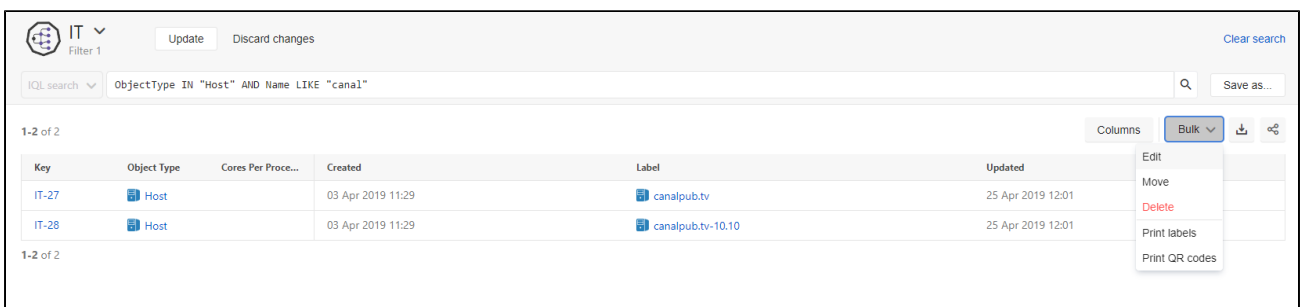 IT
Filter 1
Update Discard changes Clear search
IQL search ObjectType IN "Host" AND Name LIKE "canal" Save as...
1-2 of 2 Columns Bulk
Edit
Move
Delete
Print labels
Print QR codes
Key Object Type Cores Per Proce... Created Label Updated
IT-27 Host 03 Apr 2019 11:29 canalpub.tv 25 Apr 2019 12:01
IT-28 Host 03 Apr 2019 11:29 canalpub.tv-10.10 25 Apr 2019 12:01
1-2 of 2